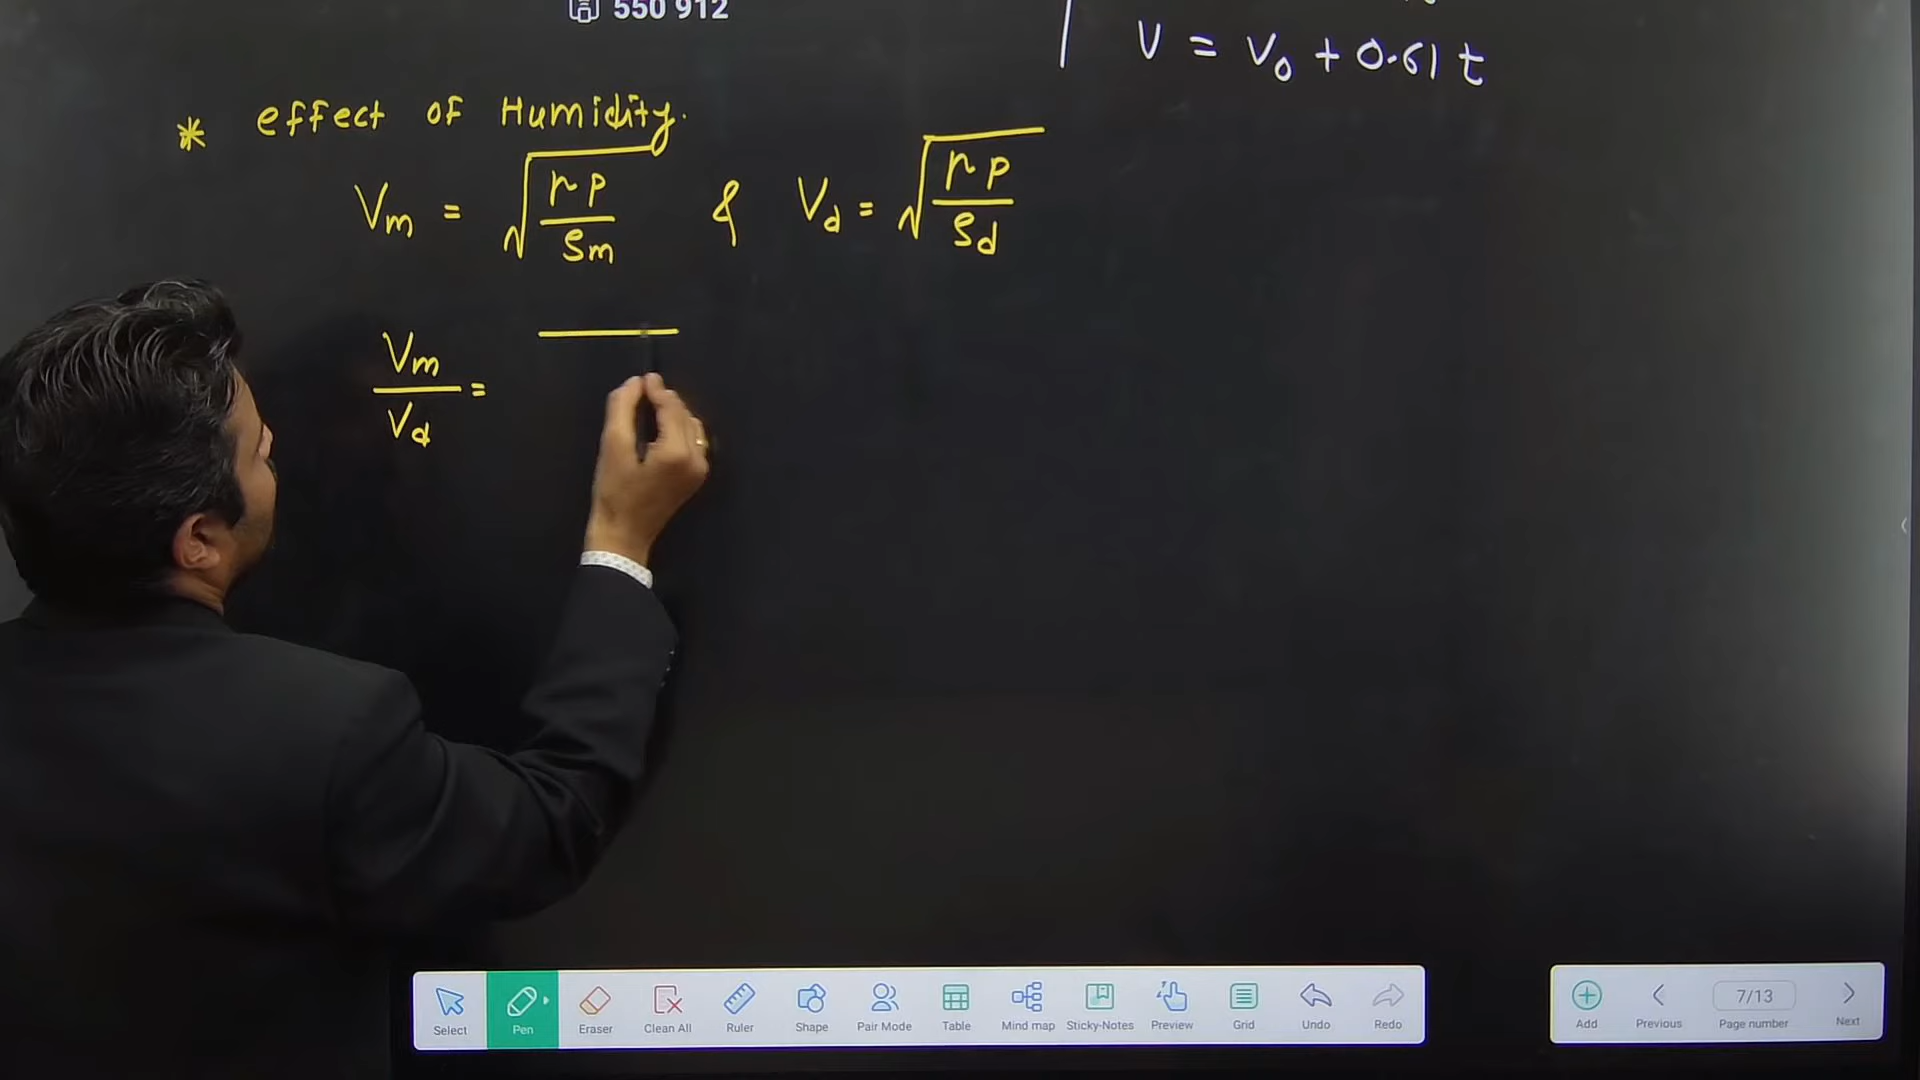 550 912
V = V₀ + 0.61 t
* effect of Humidity.
Vm = √(γP/ρm) & Vd = √(γP/ρd)
Vm/Vd =
Select Pen Eraser Clean All Ruler Shape Pair Mode Table Mind map Sticky-Notes Preview Grid Undo Redo
Add Previous 7/13 Page number Next